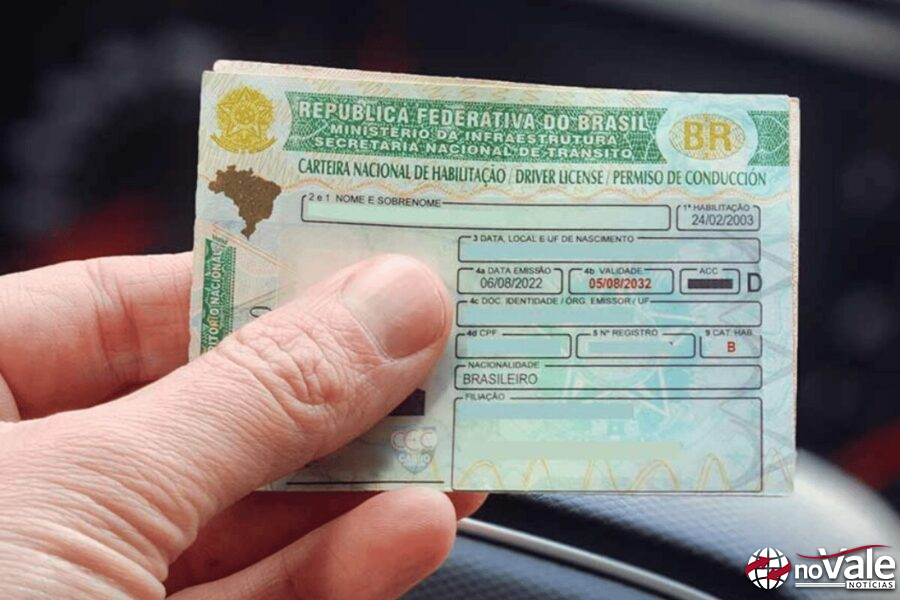 REPÚBLICA FEDERATIVA DO BRASIL
MINISTÉRIO DA INFRAESTRUTURA
SECRETARIA NACIONAL DE TRÂNSITO
BR
CARTEIRA NACIONAL DE HABILITAÇÃO / DRIVER LICENSE / PERMISO DE CONDUCCIÓN
2 e 1 NOME E SOBRENOME
1ª HABILITAÇÃO
24/02/2003
3 DATA, LOCAL E UF DE NASCIMENTO
4a DATA EMISSÃO
06/08/2022
4b VALIDADE
05/08/2032
ACC
D
4c DOC. IDENTIDADE / ÓRG. EMISSOR / UF
4d CPF
5 Nº REGISTRO
9 CAT. HAB.
B
NACIONALIDADE
BRASILEIRO
FILIAÇÃO
noVale
NOTÍCIAS